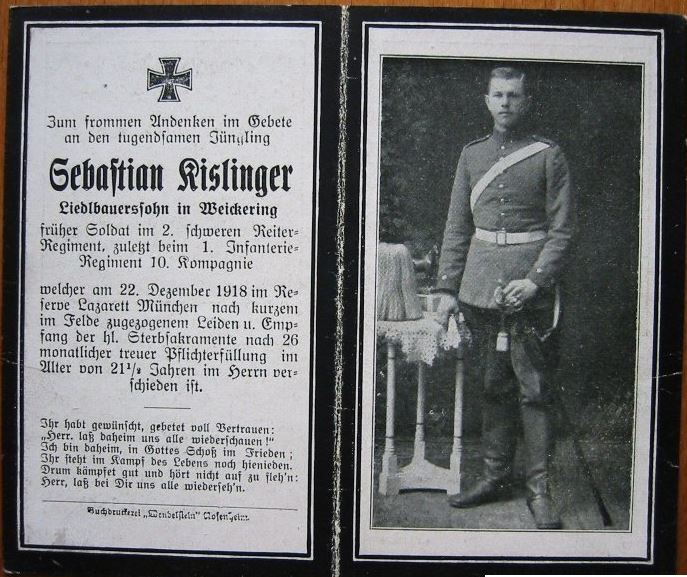 Zum frommen Andenken im Gebete
an den tugendsamen Jüngling
Sebastian Kislinger
Liedlbauerssohn in Weickering
früher Soldat im 2. schweren Reiter-
Regiment, zuletzt beim 1. Infanterie-
Regiment 10. Kompagnie
welcher am 22. Dezember 1918 im Re-
serve Lazarett München nach kurzem
im Felde zugezogenem Leiden u. Emp-
fang der hl. Sterbsakramente nach 26
monatlicher treuer Pflichterfüllung im
Alter von 21½ Jahren im Herrn ver-
schieden ist.
Ihr habt gewünscht, gebetet voll Vertrauen:
„Herr. laß daheim uns alle wiederschauen!"
Ich bin daheim, in Gottes Schoß im Frieden;
Ihr steht im Kampf des Lebens noch hienieden.
Drum kämpfet gut und hört nicht auf zu fleh'n:
Herr, laß bei Dir uns alle wiederseh'n.
Buchdruckerei „Wendelstein" Rosenheim.